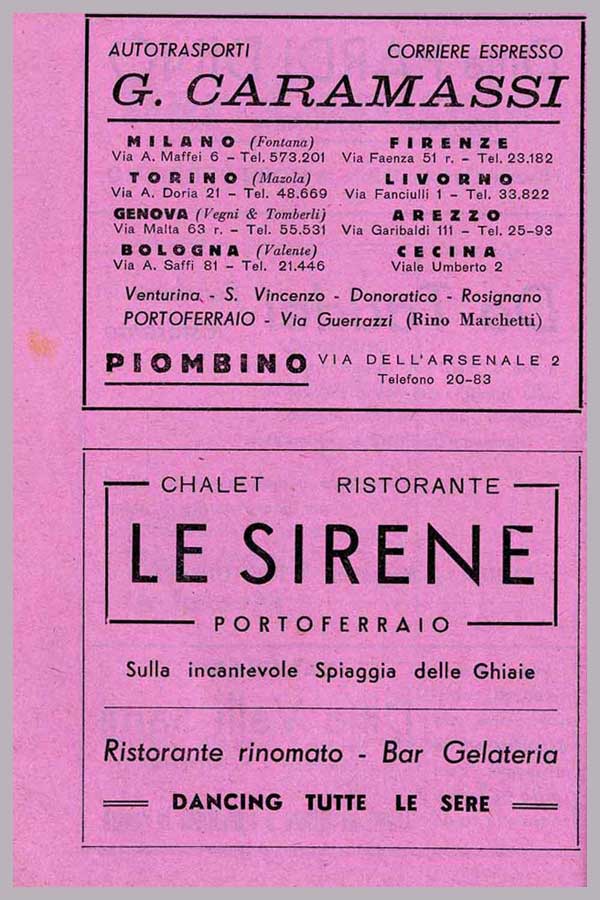 AUTOTRASPORTI CORRIERE ESPRESSO
G. CARAMASSI
MILANO (Fontana) FIRENZE
Via A. Maffei 6 - Tel. 573.201 Via Faenza 51 r. - Tel. 23.182
TORINO (Mazola) LIVORNO
Via A. Doria 21 - Tel. 48.669 Via Fanciulli 1 - Tel. 33,822
GENOVA (Vegni & Tomberli) AREZZO
Via Malta 63 r. - Tel. 55.531 Via Garibaldi 111 - Tel. 25-93
BOLOGNA (Valente) CECINA
Via A. Saffi 81 - Tel. 21.446 Viale Umberto 2
Venturina - S. Vincenzo - Donoratico - Rosignano
PORTOFERRAIO - Via Guerrazzi (Rino Marchetti)
PIOMBINO VIA DELL'ARSENALE 2
Telefono 20-83
CHALET RISTORANTE
LE SIRENE
PORTOFERRAIO
Sulla incantevole Spiaggia delle Ghiaie
Ristorante rinomato - Bar Gelateria
DANCING TUTTE LE SERE